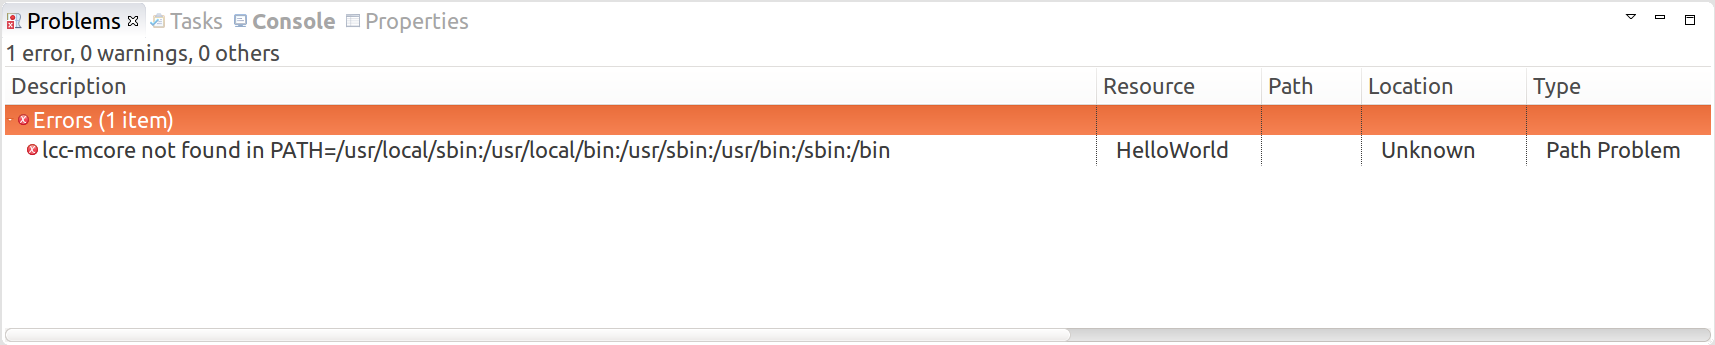 Problems Tasks Console Properties
1 error, 0 warnings, 0 others
Description Resource Path Location Type
Errors (1 item)
lcc-mcore not found in PATH=/usr/local/sbin:/usr/local/bin:/usr/sbin:/usr/bin:/sbin:/bin HelloWorld Unknown Path Problem